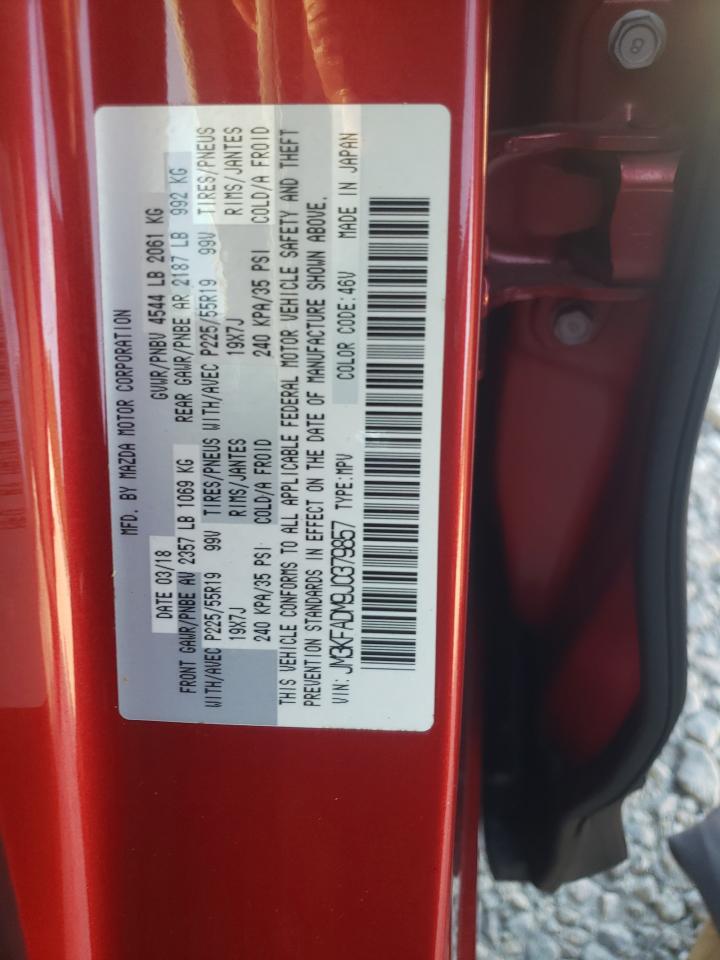 MFD. BY MAZDA MOTOR CORPORATION
DATE 03/18 GVWR/PNBV 4544 LB 2061 KG
FRONT GAWR/PNBE AV 2357 LB 1069 KG REAR GAWR/PNBE AR 2187 LB 992 KG
WITH/AVEC P225/55R19 99V TIRES/PNEUS WITH/AVEC P225/55R19 99V TIRES/PNEUS
19X7J RIMS/JANTES 19X7J RIMS/JANTES
240 KPA/35 PSI COLD/A FROID 240 KPA/35 PSI COLD/A FROID
THIS VEHICLE CONFORMS TO ALL APPLICABLE FEDERAL MOTOR VEHICLE SAFETY AND THEFT
PREVENTION STANDARDS IN EFFECT ON THE DATE OF MANUFACTURE SHOWN ABOVE.
VIN: JM3KFADM9J0379857 TYPE:MPV COLOR CODE:46V MADE IN JAPAN
8